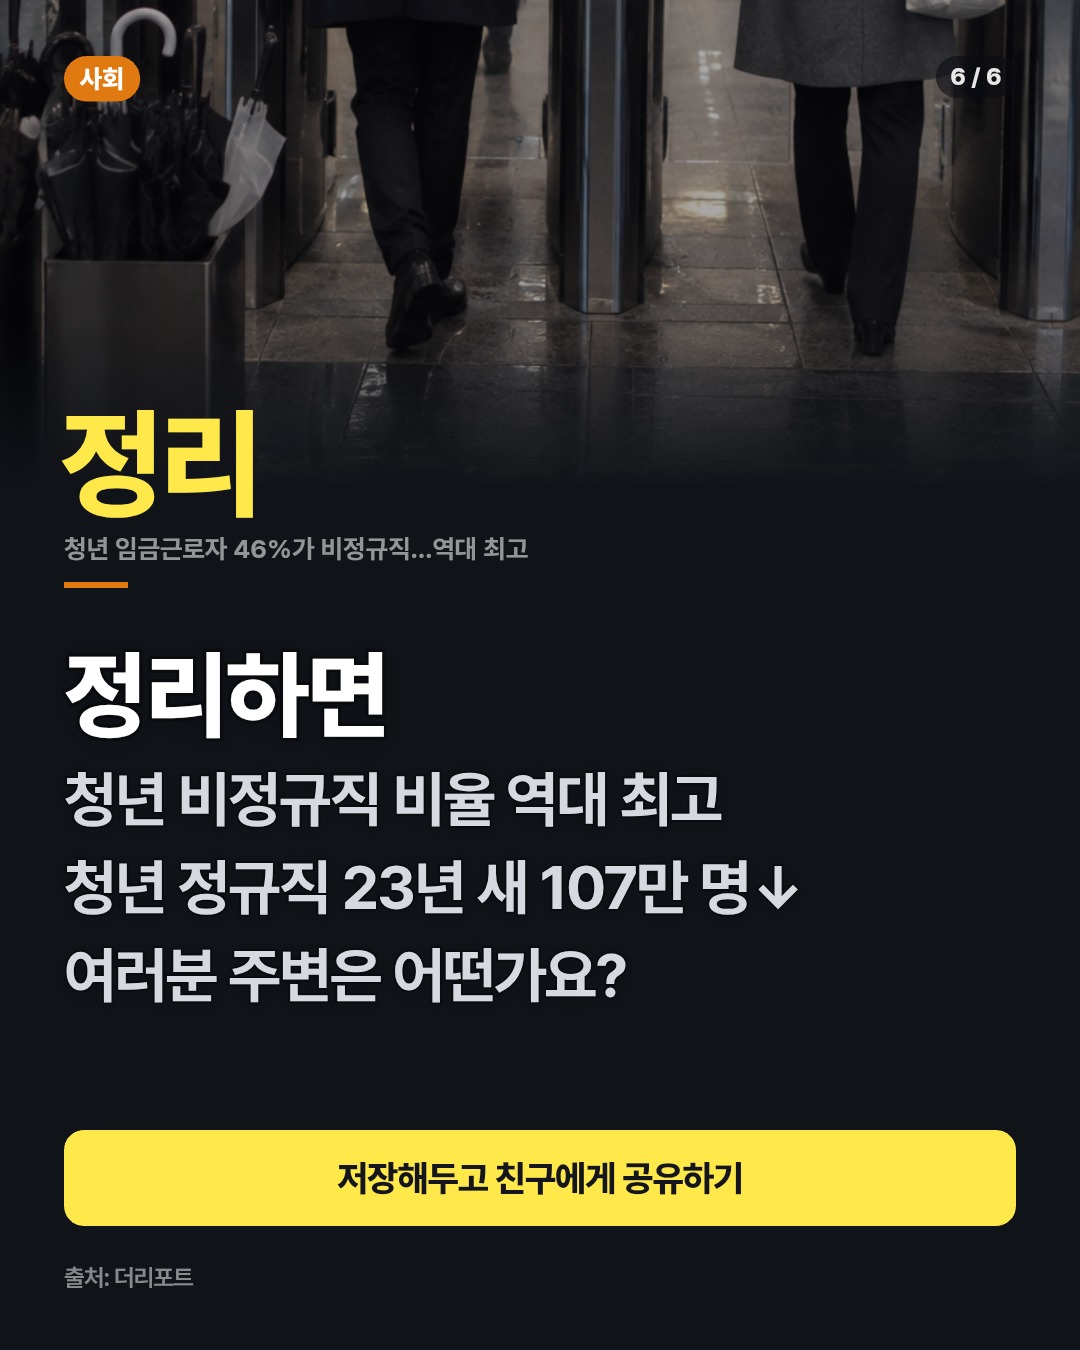 사회
6 / 6
정리
청년 임금근로자 46%가 비정규직...역대 최고
정리하면
청년 비정규직 비율 역대 최고
청년 정규직 23년 새 107만 명↓
여러분 주변은 어떤가요?
저장해두고 친구에게 공유하기
출처: 더리포트